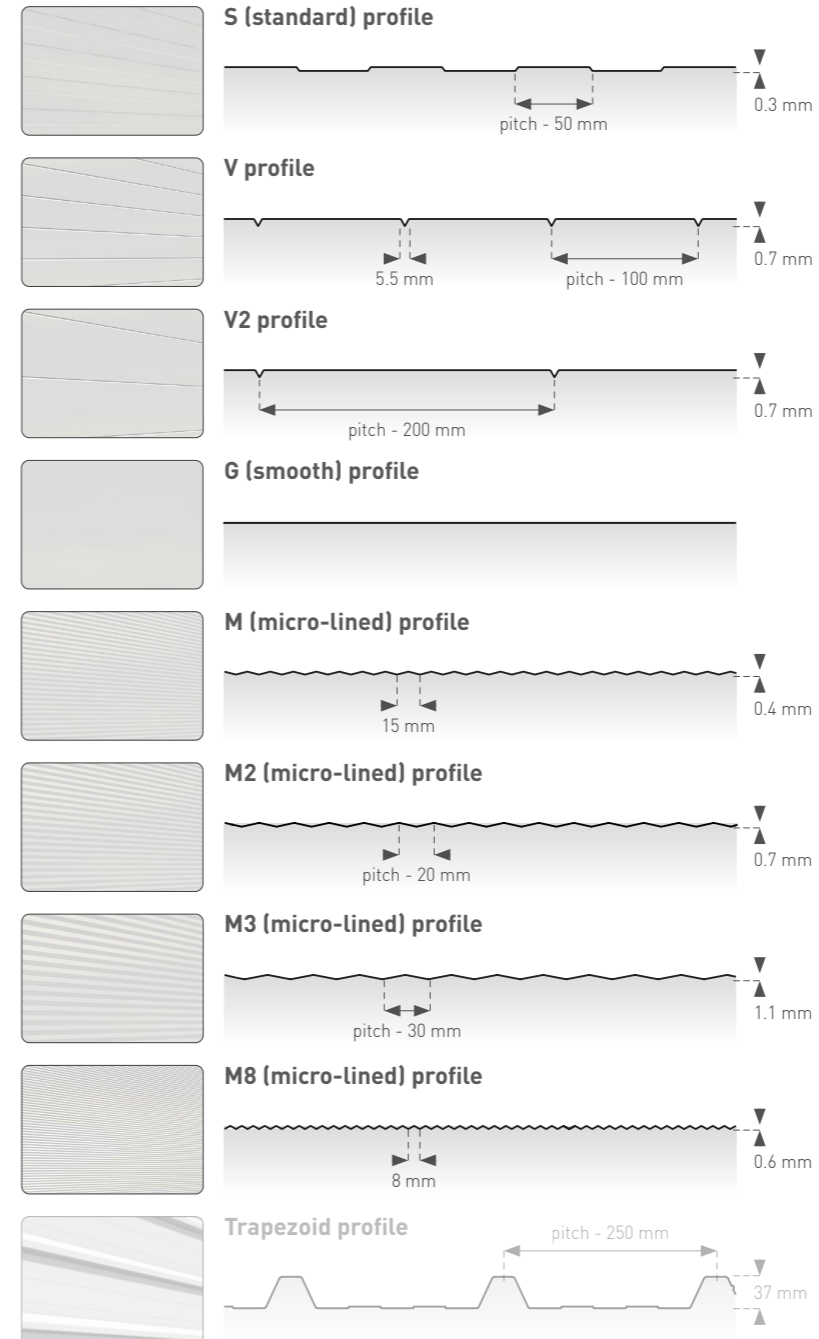 S (standard) profile
0.3 mm
pitch - 50 mm
V profile
0.7 mm
5.5 mm
pitch - 100 mm
V2 profile
0.7 mm
pitch - 200 mm
G (smooth) profile
M (micro-lined) profile
0.4 mm
15 mm
M2 (micro-lined) profile
0.7 mm
pitch - 20 mm
M3 (micro-lined) profile
1.1 mm
pitch - 30 mm
M8 (micro-lined) profile
0.6 mm
8 mm
Trapezoid profile
pitch - 250 mm
37 mm